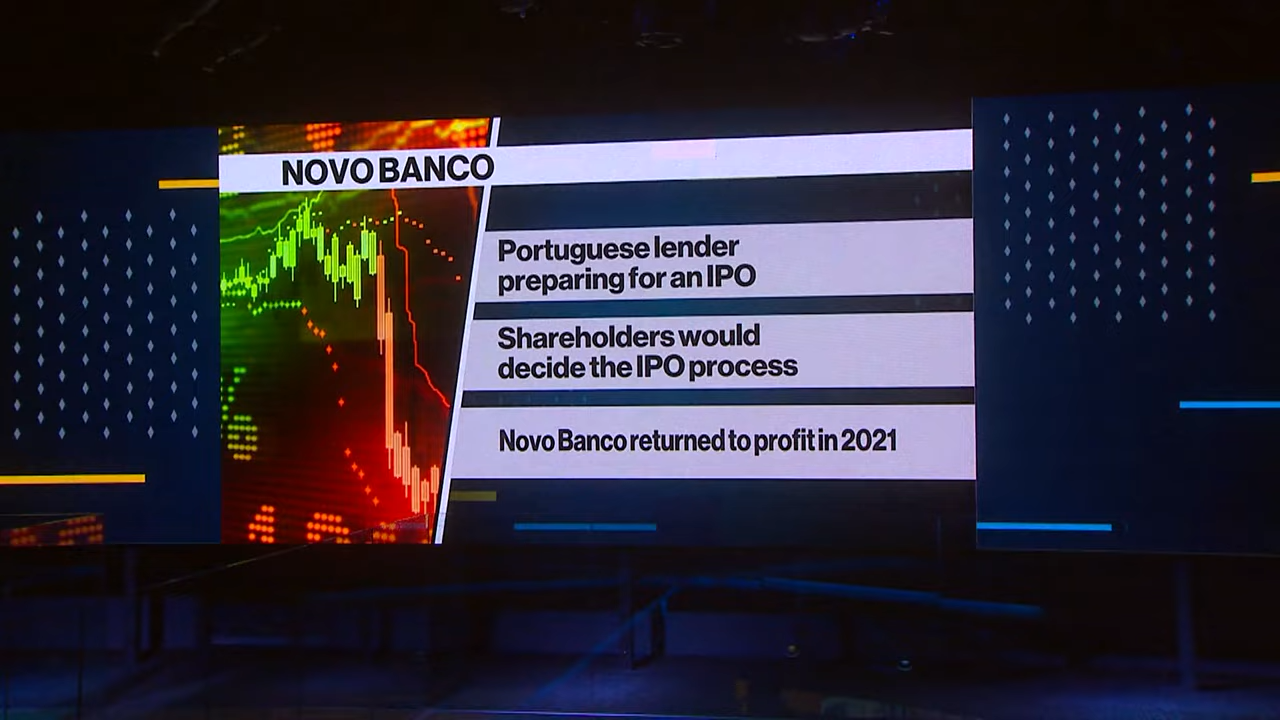 NOVO BANCO
Portuguese lender
preparing for an IPO
Shareholders would
decide the IPO process
Novo Banco returned to profit in 2021